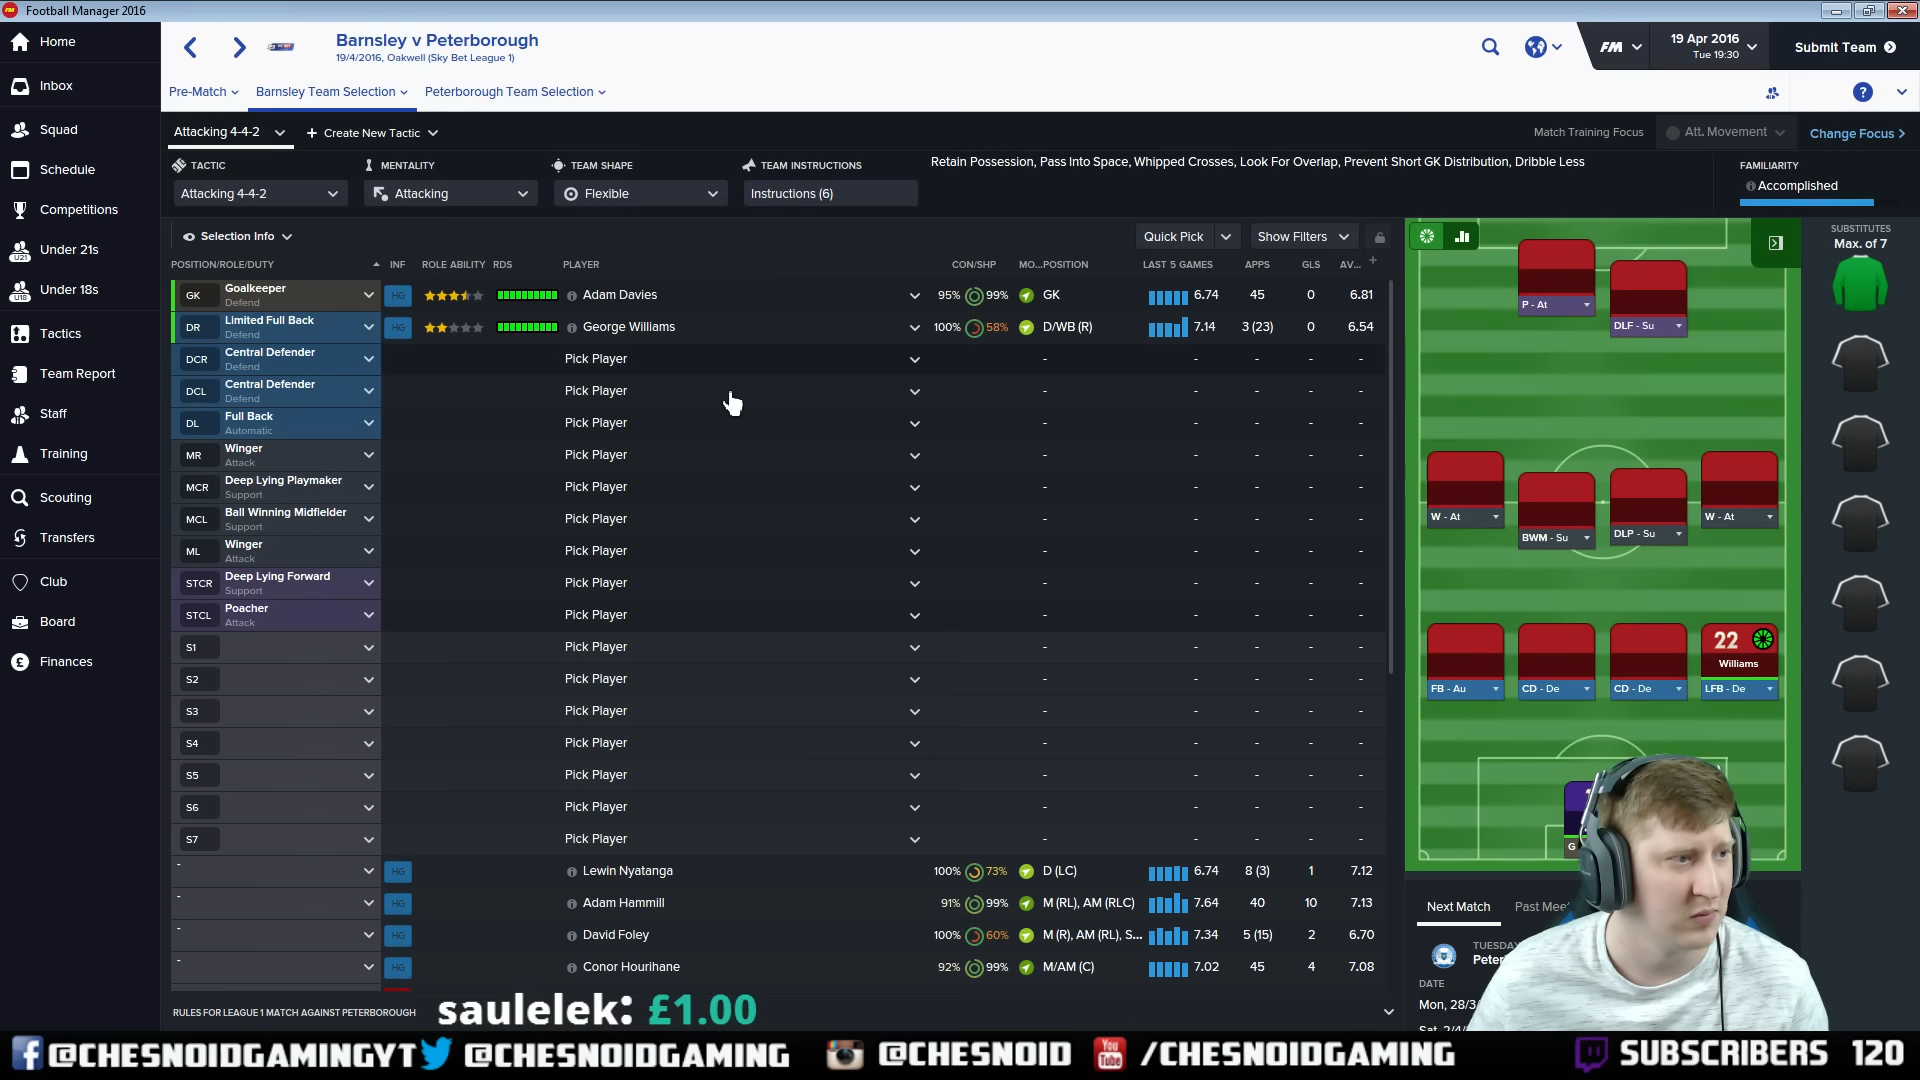 Football Manager 2016
Home
Inbox
Squad
Schedule
Competitions
Under 21s
Under 18s
Tactics
Team Report
Staff
Training
Scouting
Transfers
Club
Board
Finances
Barnsley v Peterborough
19/4/2016, Oakwell (Sky Bet League 1)
FM
19 Apr 2016
Tue 19:30
Submit Team
Pre-Match
Barnsley Team Selection
Peterborough Team Selection
?
Attacking 4-4-2
+ Create New Tactic
Match Training Focus
Att. Movement
Change Focus >
TACTIC
Attacking 4-4-2
MENTALITY
Attacking
TEAM SHAPE
Flexible
TEAM INSTRUCTIONS
Instructions (6)
Retain Possession, Pass Into Space, Whipped Crosses, Look For Overlap, Prevent Short GK Distribution, Dribble Less
FAMILIARITY
Accomplished
Selection Info
Quick Pick
Show Filters
POSITION/ROLE/DUTY INF ROLE ABILITY RDS PLAYER CON/SHP MO... POSITION LAST 5 GAMES APPS GLS AV... +
GK Goalkeeper Defend HG Adam Davies 95% 99% GK 6.74 45 0 6.81
DR Limited Full Back Defend HG George Williams 100% 58% D/WB (R) 7.14 3 (23) 0 6.54
DCR Central Defender Defend Pick Player - - - - -
DCL Central Defender Defend Pick Player - - - - -
DL Full Back Automatic Pick Player - - - - -
MR Winger Attack Pick Player - - - - -
MCR Deep Lying Playmaker Support Pick Player - - - - -
MCL Ball Winning Midfielder Support Pick Player - - - - -
ML Winger Attack Pick Player - - - - -
STCR Deep Lying Forward Support Pick Player - - - - -
STCL Poacher Attack Pick Player - - - - -
S1 Pick Player - - - - -
S2 Pick Player - - - - -
S3 Pick Player - - - - -
S4 Pick Player - - - - -
S5 Pick Player - - - - -
S6 Pick Player - - - - -
S7 Pick Player - - - - -
- HG Lewin Nyatanga 100% 73% D (LC) 6.74 8 (3) 1 7.12
- HG Adam Hammill 91% 99% M (RL), AM (RLC) 7.64 40 10 7.13
- HG David Foley 100% 60% M (R), AM (RL), S... 7.34 5 (15) 2 6.70
- HG Conor Hourihane 92% 99% M/AM (C) 7.02 45 4 7.08
RULES FOR LEAGUE 1 MATCH AGAINST PETERBOROUGH
saulelek: £1.00
P - At
DLF - Su
W - At
BWM - Su
DLP - Su
W - At
22
Williams
FB - Au
CD - De
CD - De
LFB - De
G
SUBSTITUTES
Max. of 7
Next Match
Past Mee
TUESDAY
Peter
DATE
Mon, 28/3
@CHESNOIDGAMINGYT @CHESNOIDGAMING @CHESNOID You Tube /CHESNOIDGAMING SUBSCRIBERS 120